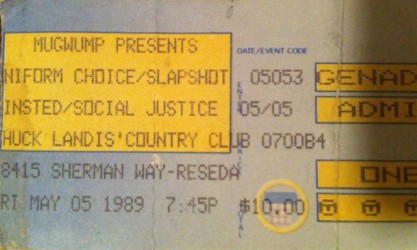 MUGWUMP PRESENTS
DATE/EVENT CODE
NIFORM CHOICE/SLAPSHOT 05053 GENAD
INSTED/SOCIAL JUSTICE 05/05 ADMI
HUCK LANDIS'COUNTRY CLUB 0700B4
8415 SHERMAN WAY-RESEDA ONE
RI MAY 05 1989 7:45P $10.00